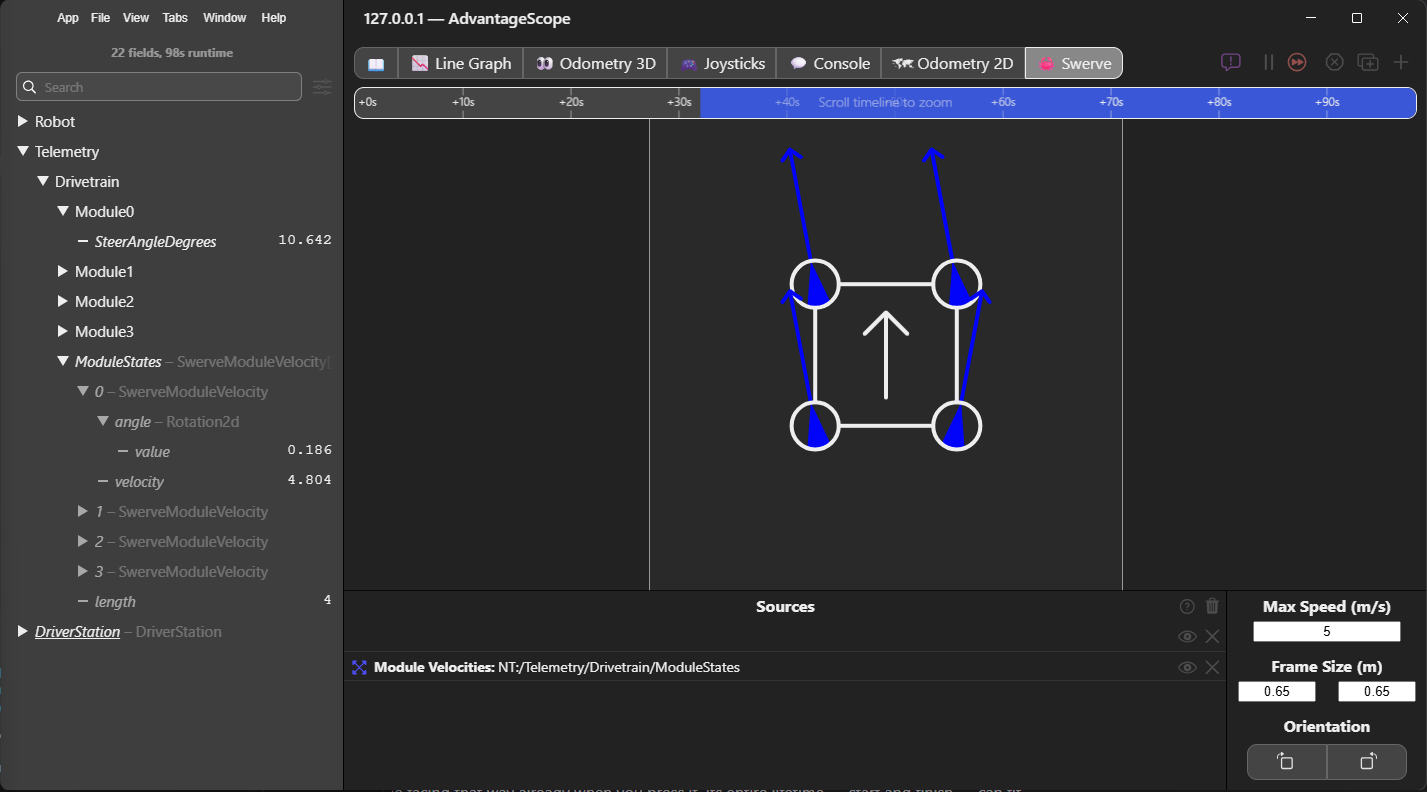 App File View Tabs Window Help
127.0.0.1 — AdvantageScope
22 fields, 98s runtime
Search
Line Graph
Odometry 3D
Joysticks
Console
Odometry 2D
Swerve
+0s +10s +20s +30s +40s Scroll timeline to zoom +60s +70s +80s +90s
Robot
Telemetry
Drivetrain
Module0
SteerAngleDegrees 10.642
Module1
Module2
Module3
ModuleStates – SwerveModuleVelocity[
0 – SwerveModuleVelocity
angle – Rotation2d
value 0.186
velocity 4.804
1 – SwerveModuleVelocity
2 – SwerveModuleVelocity
3 – SwerveModuleVelocity
length 4
DriverStation – DriverStation
Sources
Module Velocities: NT:/Telemetry/Drivetrain/ModuleStates
Max Speed (m/s)
5
Frame Size (m)
0.65 0.65
Orientation